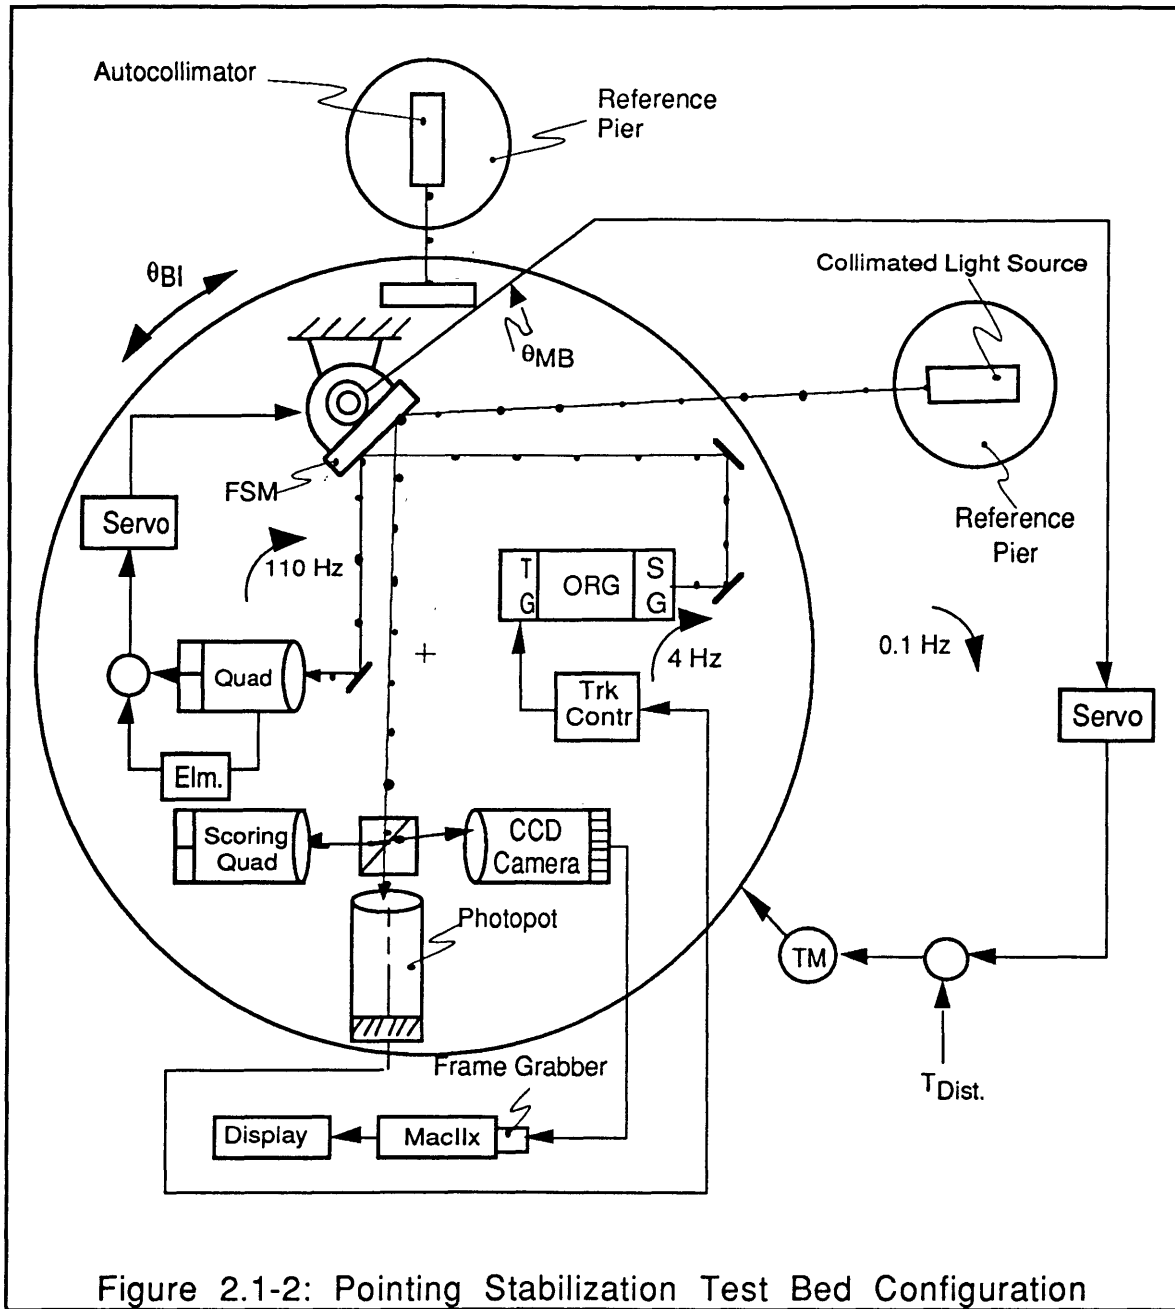 Autocollimator
Reference
Pier
Collimated Light Source
θBI
θMB
FSM
Servo
110 Hz
T
G
ORG
S
G
Reference
Pier
4 Hz
0.1 Hz
Quad
Trk
Contr
Servo
Elm.
Scoring
Quad
CCD
Camera
Photopot
TM
Frame Grabber
TDist.
Display
MacIIx
Figure 2.1-2: Pointing Stabilization Test Bed Configuration